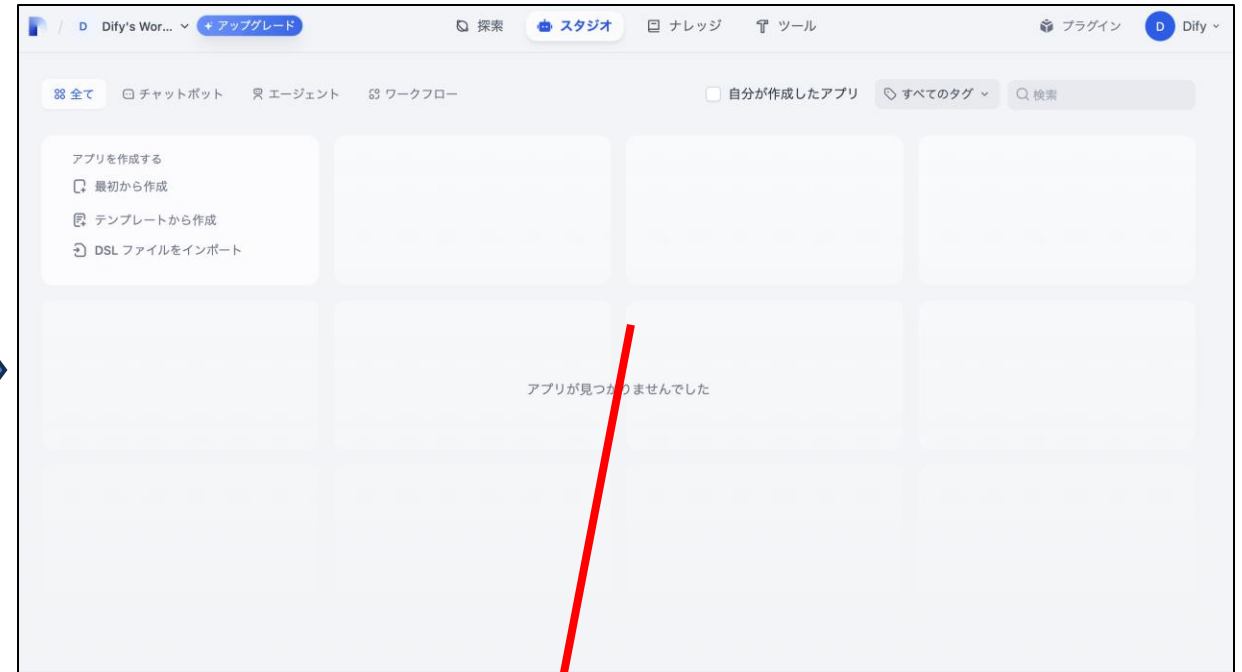 / D Dify's Wor... アップグレード 探索 スタジオ ナレッジ ツール プラグイン D Dify
全て チャットボット エージェント ワークフロー 自分が作成したアプリ すべてのタグ 検索
アプリを作成する
最初から作成
テンプレートから作成
DSL ファイルをインポート
アプリが見つかりませんでした